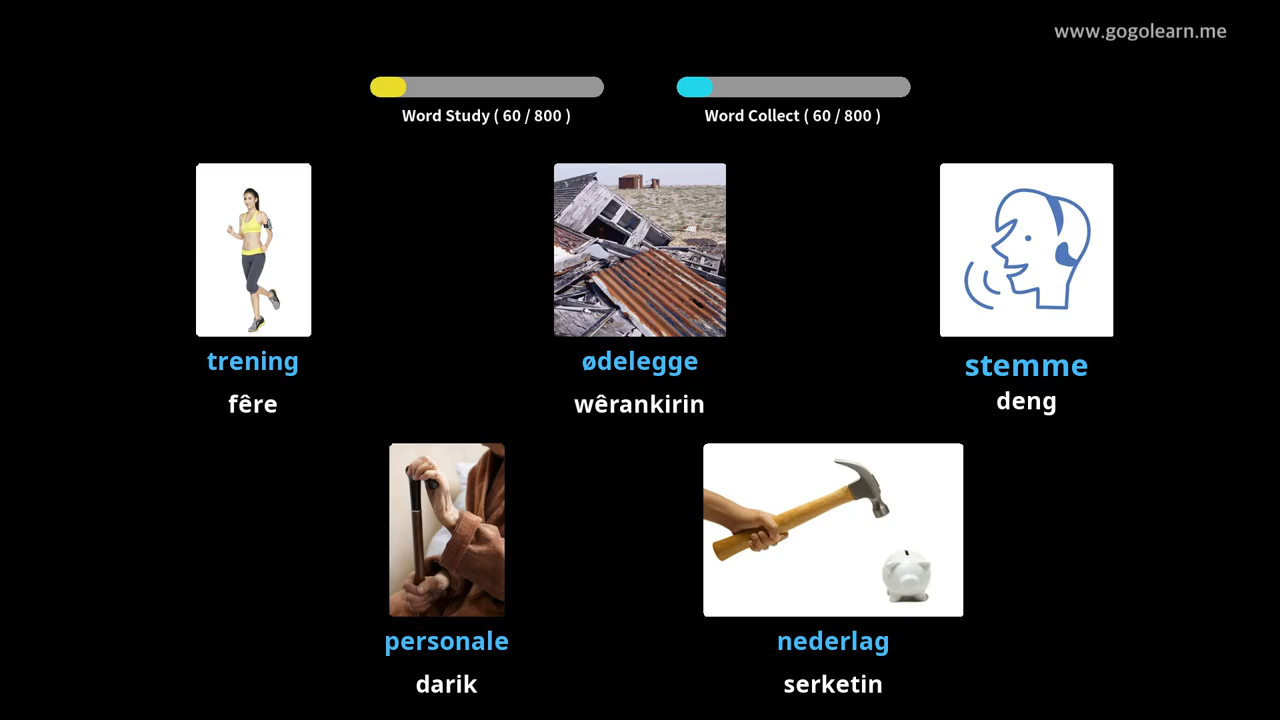 www.gogolearn.me
Word Study ( 60 / 800 )
Word Collect ( 60 / 800 )
trening
fêre
ødelegge
wêrankirin
stemme
deng
personale
darik
nederlag
serketin